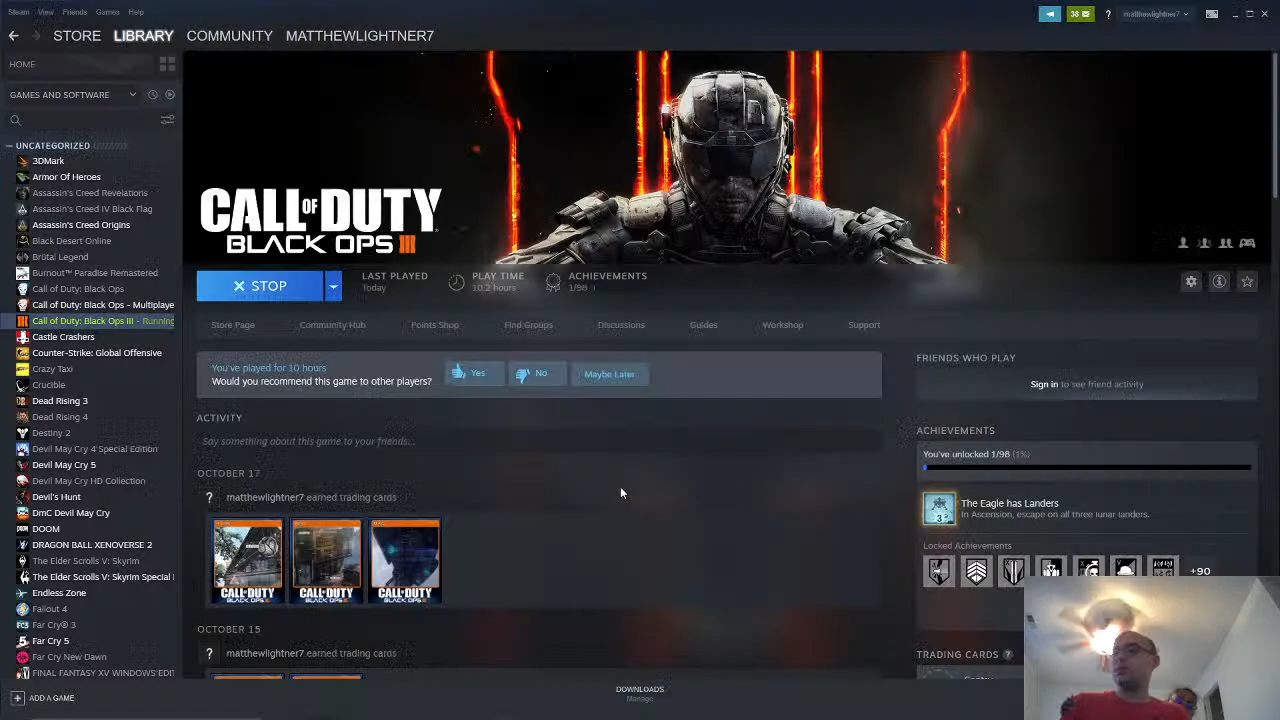 Steam View Friends Games Help
38 ? matthewlightner7
STORE LIBRARY COMMUNITY MATTHEWLIGHTNER7
HOME
GAMES AND SOFTWARE
UNCATEGORIZED
3DMark
Armor Of Heroes
Assassin's Creed Revelations
Assassin's Creed IV Black Flag
Assassin's Creed Origins
Black Desert Online
Brütal Legend
Burnout™ Paradise Remastered
Call of Duty: Black Ops
Call of Duty: Black Ops - Multiplaye
Call of Duty: Black Ops III - Running
Castle Crashers
Counter-Strike: Global Offensive
Crazy Taxi
Crucible
Dead Rising 3
Dead Rising 4
Destiny 2
Devil May Cry 4 Special Edition
Devil May Cry 5
Devil May Cry HD Collection
Devil's Hunt
DmC Devil May Cry
DOOM
DRAGON BALL XENOVERSE 2
The Elder Scrolls V: Skyrim
The Elder Scrolls V: Skyrim Special
Endless Zone
Fallout 4
Far Cry® 3
Far Cry 5
Far Cry New Dawn
FINAL FANTASY XV WINDOWS EDIT
ADD A GAME
CALL OF DUTY
BLACK OPS III
STOP
LAST PLAYED
Today
PLAY TIME
10.2 hours
ACHIEVEMENTS
1/98
Store Page Community Hub Points Shop Find Groups Discussions Guides Workshop Support
You've played for 10 hours
Would you recommend this game to other players?
Yes No Maybe Later
ACTIVITY
Say something about this game to your friends...
OCTOBER 17
? matthewlightner7 earned trading cards
CALL OF DUTY
BLACK OPS III
CALL OF DUTY
BLACK OPS III
CALL OF DUTY
BLACK OPS III
OCTOBER 15
? matthewlightner7 earned trading cards
FRIENDS WHO PLAY
Sign in to see friend activity
ACHIEVEMENTS
You've unlocked 1/98 (1%)
The Eagle has Landers
In Ascension, escape on all three lunar landers.
Locked Achievements
+90
TRADING CARDS ?
DOWNLOADS
Manage